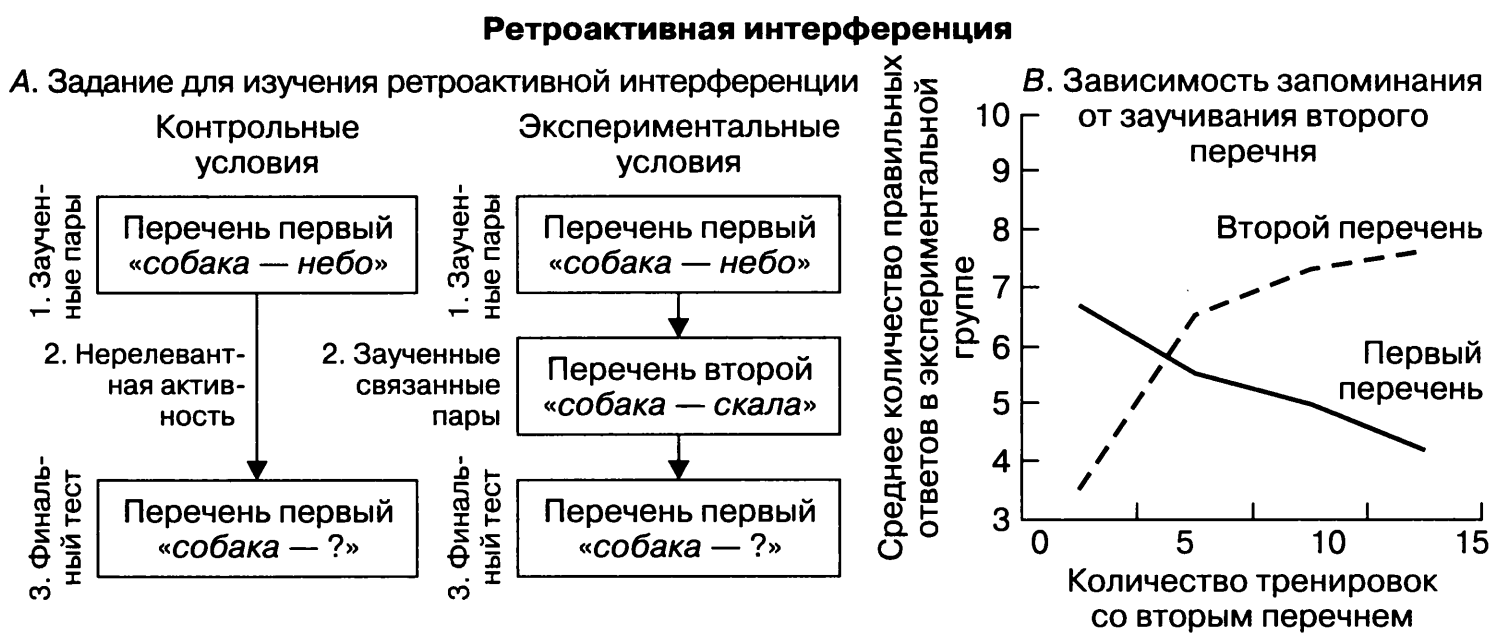 Ретроактивная интерференция
А. Задание для изучения ретроактивной интерференции
Контрольные
условия
1. Заучен-
ные пары
Перечень первый
«собака — небо»
2. Нерелевант-
ная актив-
ность
3. Финаль-
ный тест
Перечень первый
«собака — ?»
Экспериментальные
условия
1. Заучен-
ные пары
Перечень первый
«собака — небо»
2. Заученные
связанные
пары
Перечень второй
«собака — скала»
3. Финаль-
ный тест
Перечень первый
«собака — ?»
В. Зависимость запоминания
от заучивания второго
перечня
Среднее количество правильных
ответов в экспериментальной
группе
10
9
8
7
6
5
4
3
Второй перечень
Первый
перечень
0 5 10 15
Количество тренировок
со вторым перечнем